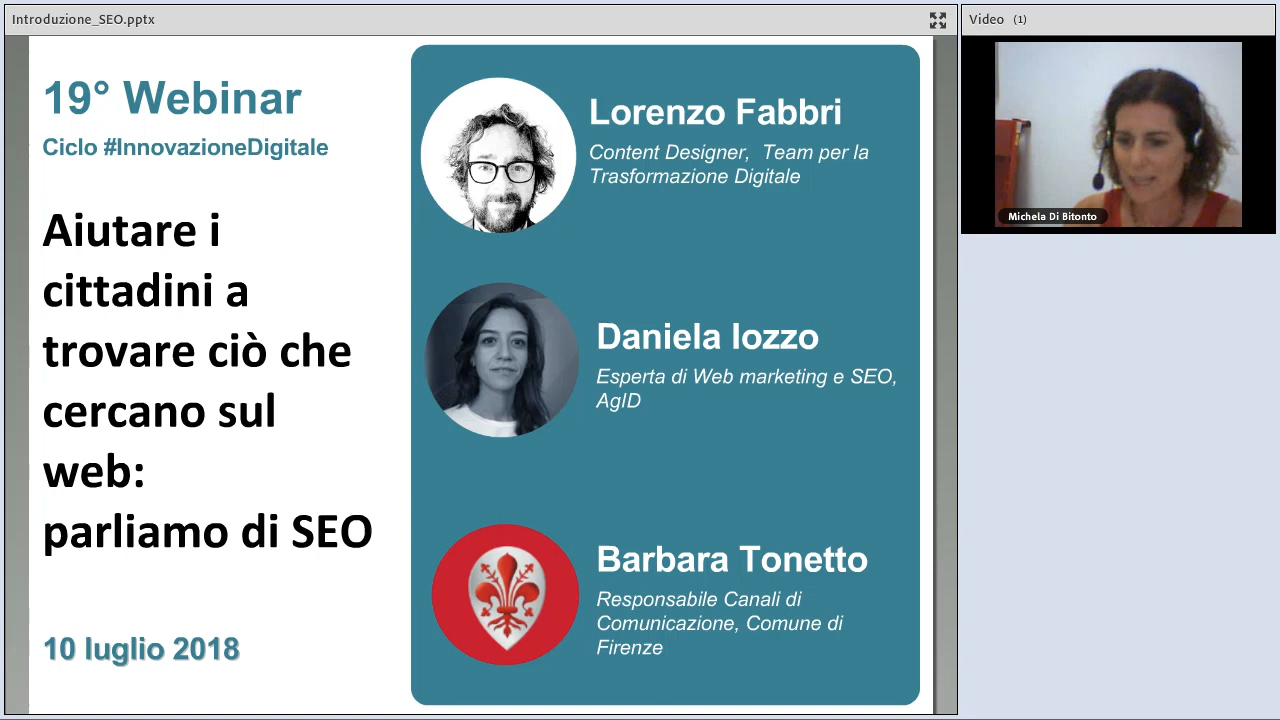 Introduzione_SEO.pptx
Video (1)
19° Webinar
Ciclo #InnovazioneDigitale
Aiutare i
cittadini a
trovare ciò che
cercano sul
web:
parliamo di SEO
10 luglio 2018
Lorenzo Fabbri
Content Designer, Team per la
Trasformazione Digitale
Daniela Iozzo
Esperta di Web marketing e SEO,
AgID
Barbara Tonetto
Responsabile Canali di
Comunicazione, Comune di
Firenze
Michela Di Bitonto